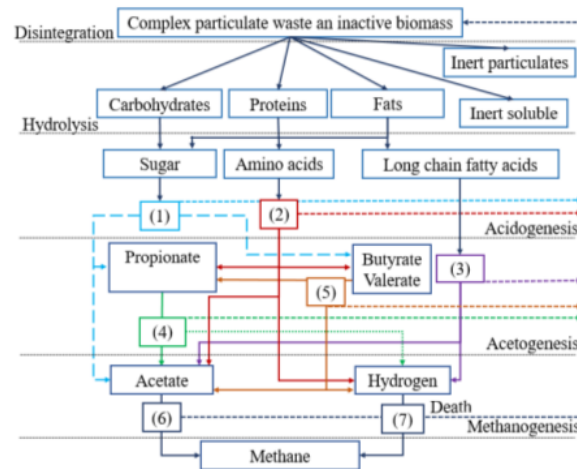 Complex particulate waste an inactive biomass
Disintegration
Inert particulates
Carbohydrates
Proteins
Fats
Inert soluble
Hydrolysis
Sugar
Amino acids
Long chain fatty acids
(1)
(2)
Acidogenesis
Propionate
Butyrate
Valerate
(3)
(5)
(4)
Acetogenesis
Acetate
Hydrogen
Death
(6)
(7)
Methanogenesis
Methane